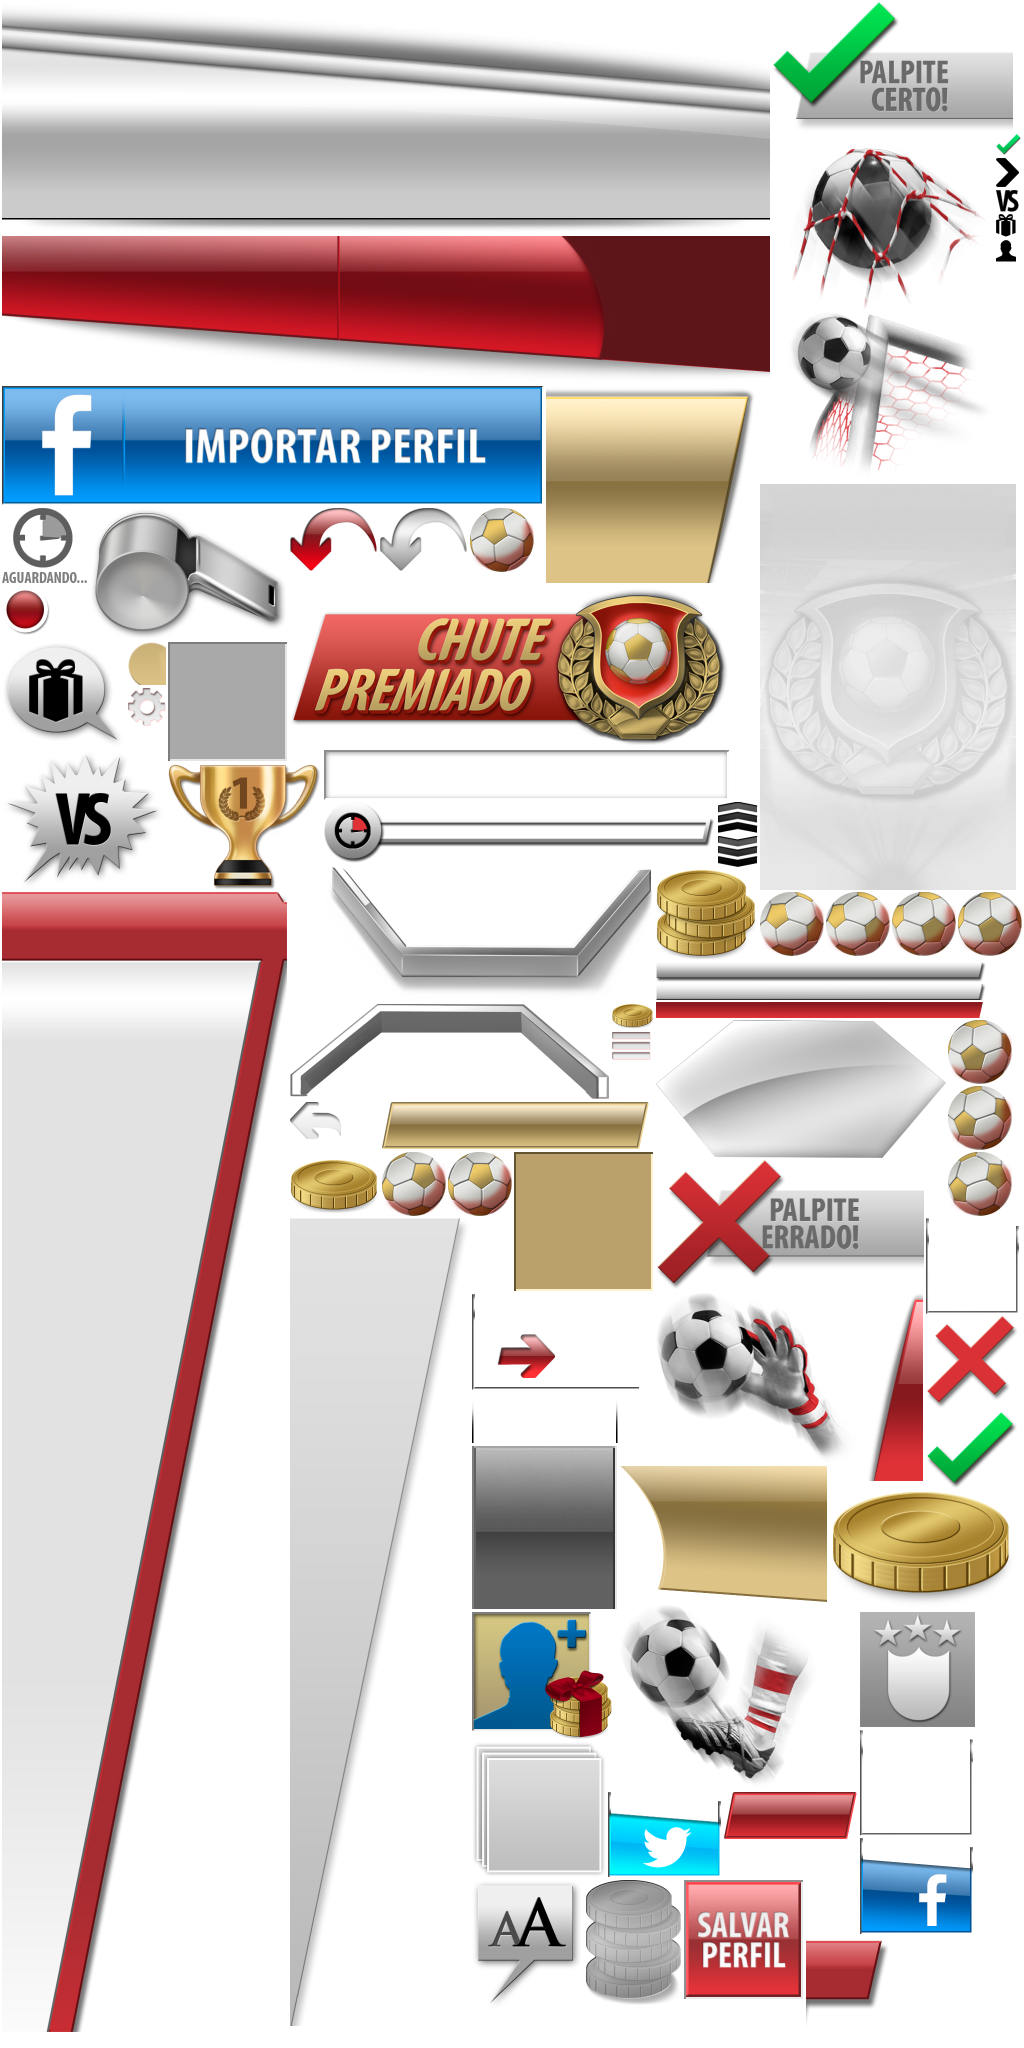 PALPITE
CERTO!
VS
IMPORTAR PERFIL
AGUARDANDO...
CHUTE
PREMIADO
VS
1
PALPITE
ERRADO!
AA
SALVAR
PERFIL